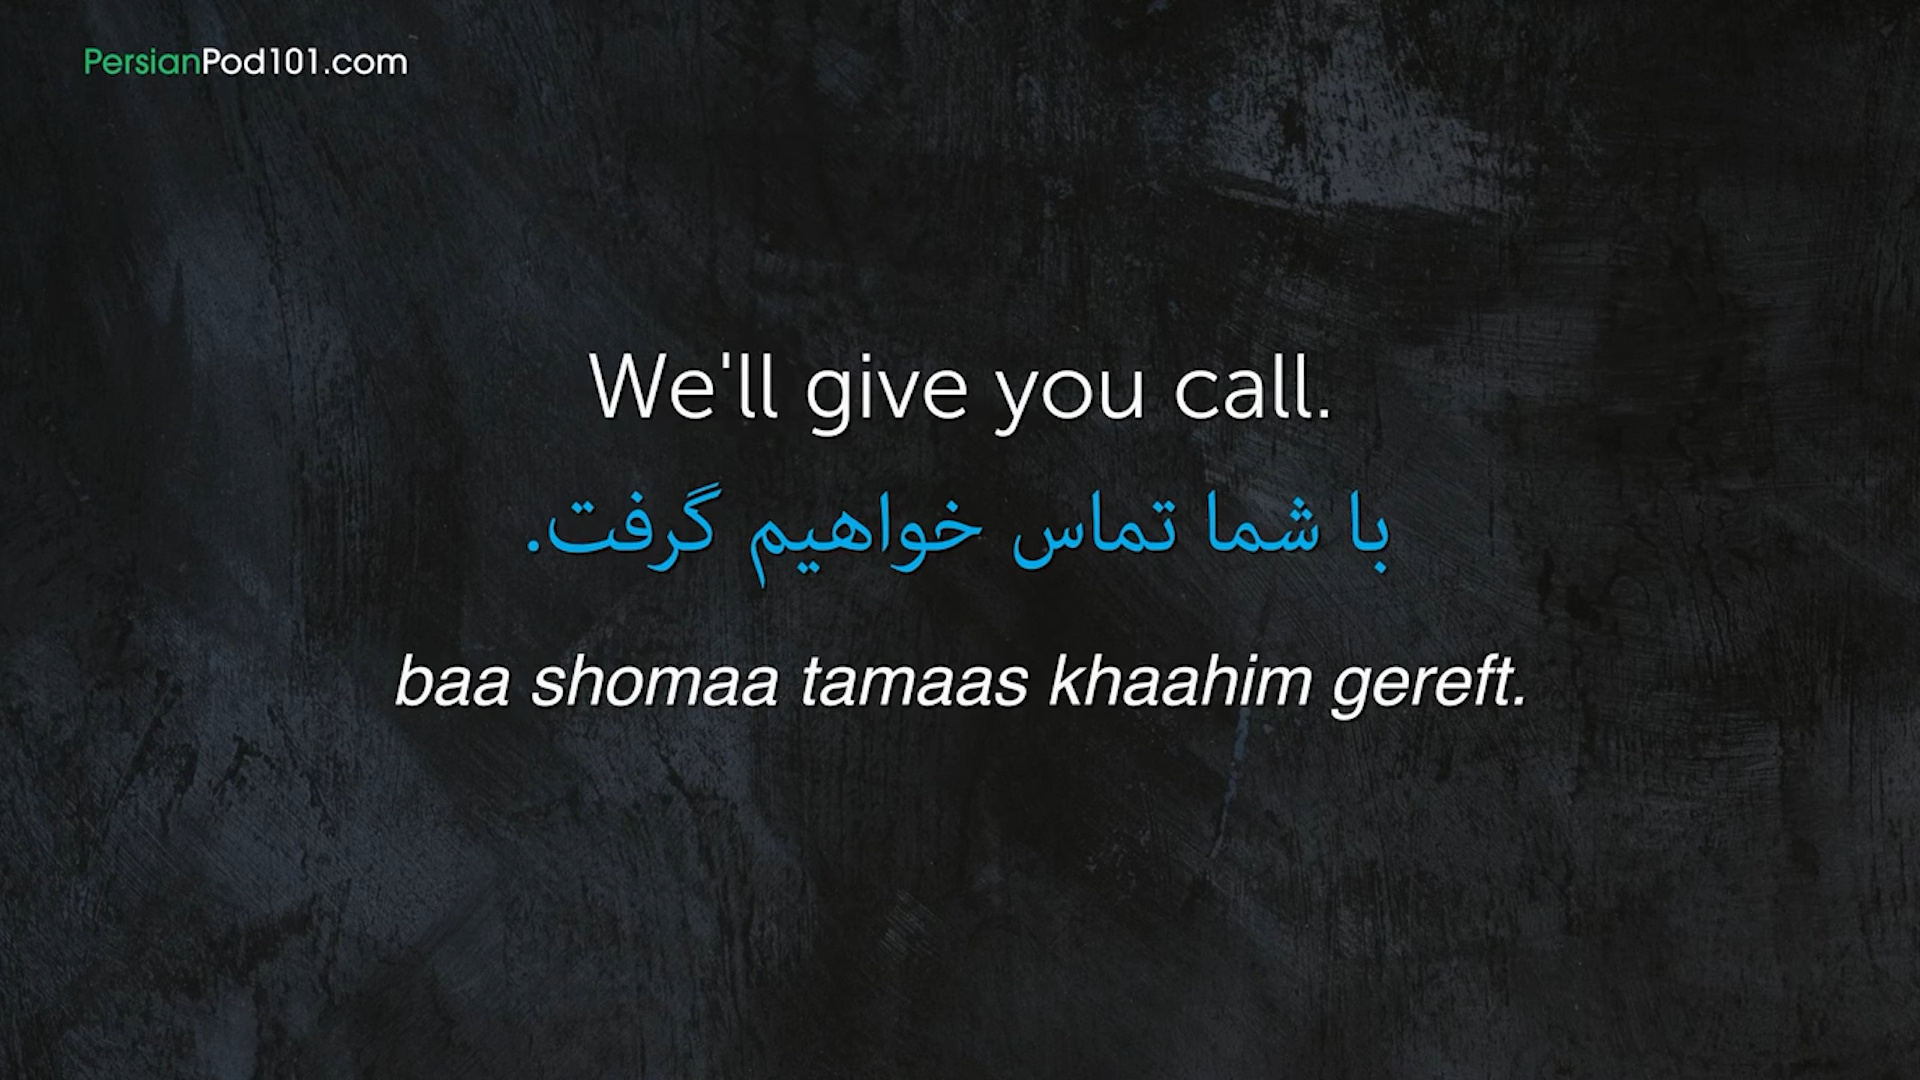 PersianPod101.com
We'll give you call.
با شما تماس خواهیم گرفت.
baa shomaa tamaas khaahim gereft.